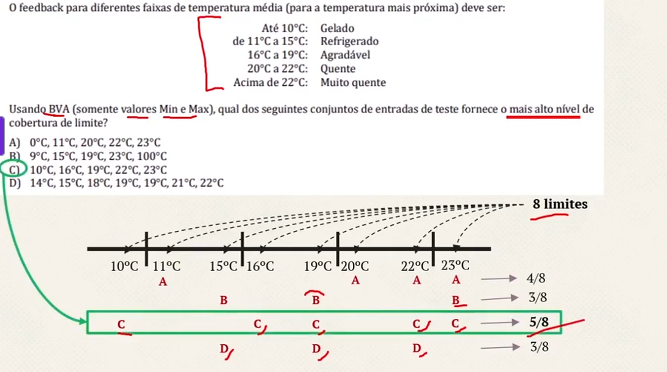 O feedback para diferentes faixas de temperatura média (para a temperatura mais próxima) deve ser:
Até 10°C: Gelado
de 11°C a 15°C: Refrigerado
16°C a 19°C: Agradável
20°C a 22°C: Quente
Acima de 22°C: Muito quente
Usando BVA (somente valores Min e Max), qual dos seguintes conjuntos de entradas de teste fornece o mais alto nível de
cobertura de limite?
A) 0°C, 11°C, 20°C, 22°C, 23°C
B) 9°C, 15°C, 19°C, 23°C, 100°C
C) 10°C, 16°C, 19°C, 22°C, 23°C
D) 14°C, 15°C, 18°C, 19°C, 19°C, 21°C, 22°C
8 limites
10°C 11°C 15°C 16°C 19°C 20°C 22°C 23°C
A A A A 4/8
B B B 3/8
C C C C C 5/8
D D D 3/8